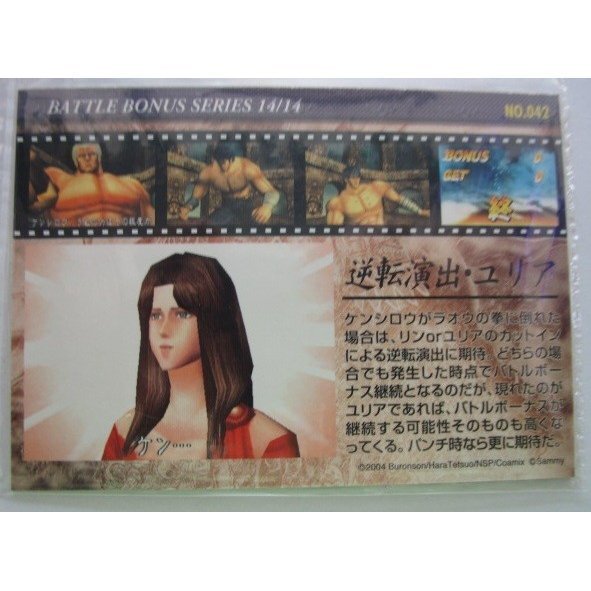 BATTLE BONUS SERIES 14/14
NO.042
BONUS 6
GET 0
終
逆転演出・ユリア
ケンシロウがラオウの拳に倒れた
場合は、リンorユリアのカットイン
による逆転演出に期待。どちらの場
合でも発生した時点でバトルボー
ナス継続となるのだが、現れたのが
ユリアであれば、バトルボーナスが
継続する可能性そのものも高くな
ってくる。パンチ時なら更に期待だ。
©2004 Buronson/HaraTetsuo/NSP/Coamix ©Sammy